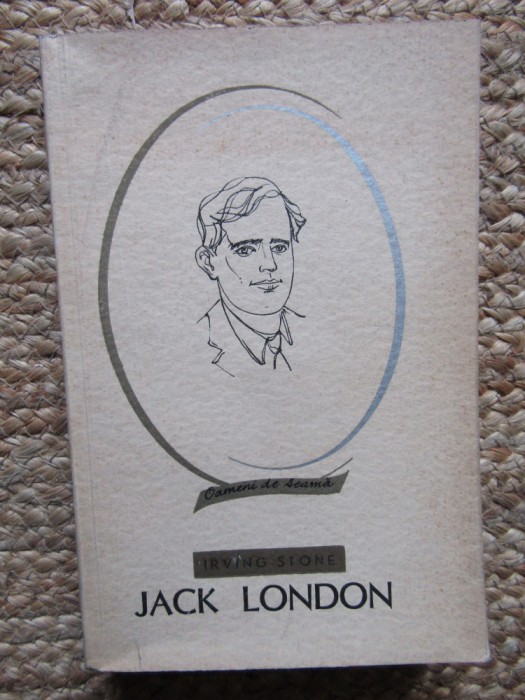 Oameni de seamă
IRVING STONE
JACK LONDON